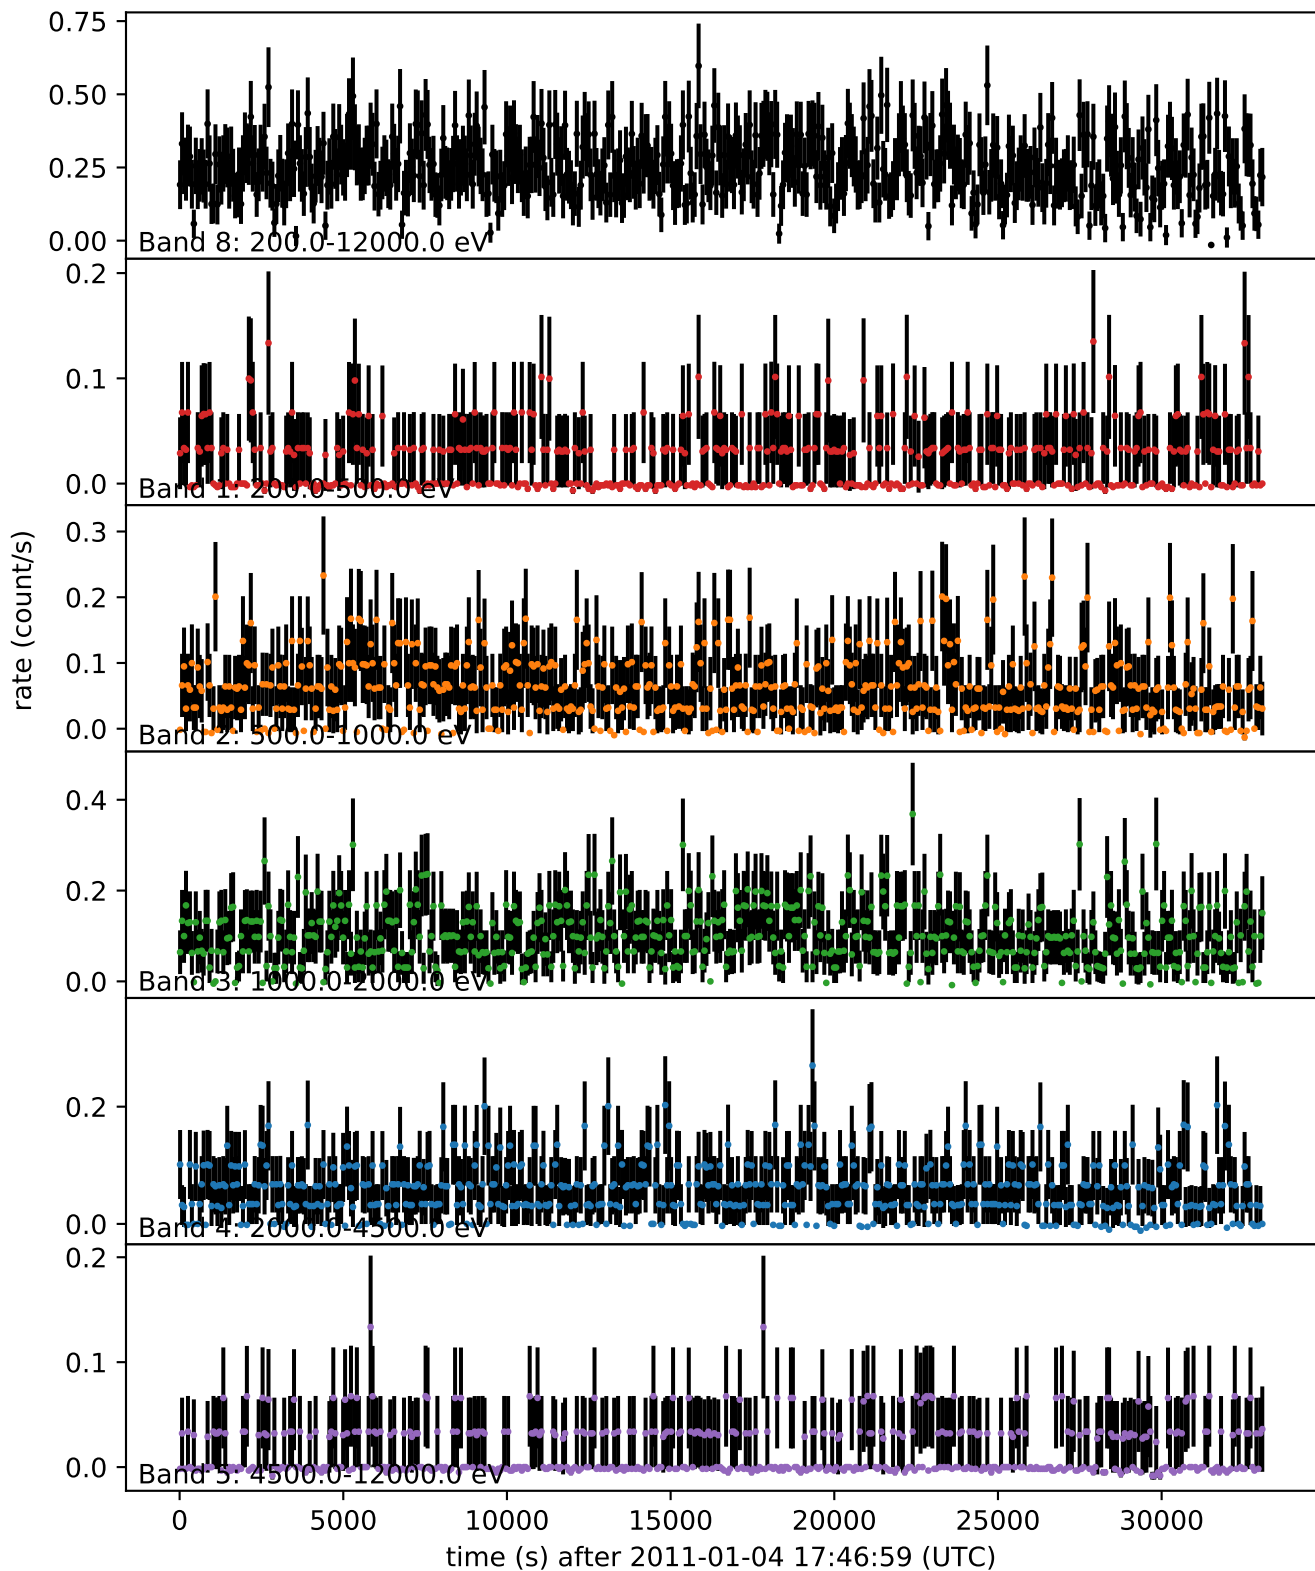 0.75
0.50
0.25
0.00
Band 8: 200.0-12000.0 eV
0.2
0.1
0.0
Band 1: 200.0-500.0 eV
0.3
0.2
0.1
0.0
Band 2: 500.0-1000.0 eV
rate (count/s)
0.4
0.2
0.0
Band 3: 1000.0-2000.0 eV
0.2
0.0
Band 4: 2000.0-4500.0 eV
0.2
0.1
0.0
Band 5: 4500.0-12000.0 eV
0 5000 10000 15000 20000 25000 30000
time (s) after 2011-01-04 17:46:59 (UTC)